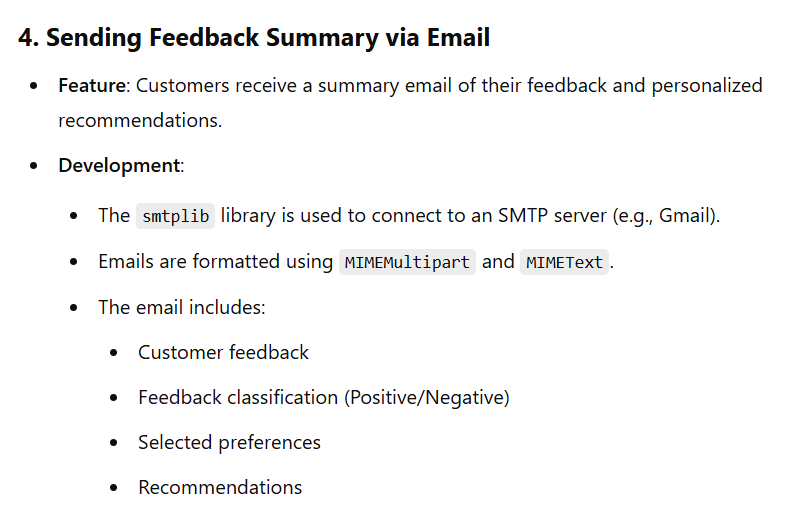 4. Sending Feedback Summary via Email
• Feature: Customers receive a summary email of their feedback and personalized
recommendations.
• Development:
• The smtplib library is used to connect to an SMTP server (e.g., Gmail).
• Emails are formatted using MIMEMultipart and MIMEText.
• The email includes:
• Customer feedback
• Feedback classification (Positive/Negative)
• Selected preferences
• Recommendations